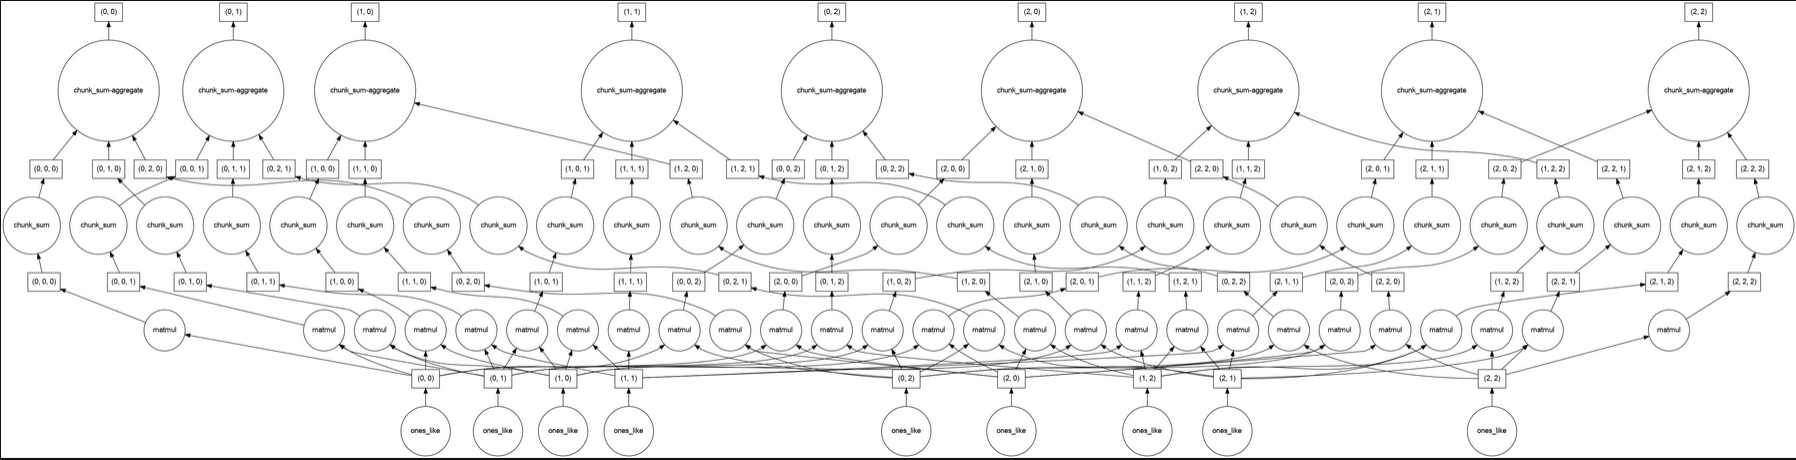 (0, 0) (0, 1) (1, 0) (1, 1) (0, 2) (2, 0) (1, 2) (2, 1) (2, 2)
chunk_sum-aggregate chunk_sum-aggregate chunk_sum-aggregate chunk_sum-aggregate chunk_sum-aggregate chunk_sum-aggregate chunk_sum-aggregate chunk_sum-aggregate chunk_sum-aggregate
(0, 0, 0) (0, 1, 0) (0, 2, 0) (0, 0, 1) (0, 1, 1) (0, 2, 1) (1, 0, 0) (1, 1, 0) (1, 0, 1) (1, 1, 1) (1, 2, 0) (1, 2, 1) (0, 0, 2) (0, 1, 2) (0, 2, 2) (2, 0, 0) (2, 1, 0) (1, 0, 2) (2, 2, 0) (1, 1, 2) (2, 0, 1) (2, 1, 1) (2, 0, 2) (1, 2, 2) (2, 2, 1) (2, 1, 2) (2, 2, 2)
chunk_sum chunk_sum chunk_sum chunk_sum chunk_sum chunk_sum chunk_sum chunk_sum chunk_sum chunk_sum chunk_sum chunk_sum chunk_sum chunk_sum chunk_sum chunk_sum chunk_sum chunk_sum chunk_sum chunk_sum chunk_sum chunk_sum chunk_sum chunk_sum chunk_sum chunk_sum chunk_sum
(0, 0, 0) (0, 0, 1) (0, 1, 0) (0, 1, 1) (1, 0, 0) (1, 1, 0) (0, 2, 0) (1, 0, 1) (1, 1, 1) (0, 0, 2) (0, 2, 1) (2, 0, 0) (0, 1, 2) (1, 0, 2) (1, 2, 0) (2, 1, 0) (2, 0, 1) (1, 1, 2) (1, 2, 1) (0, 2, 2) (2, 1, 1) (2, 0, 2) (2, 2, 0) (1, 2, 2) (2, 2, 1) (2, 1, 2) (2, 2, 2)
matmul matmul matmul matmul matmul matmul matmul matmul matmul matmul matmul matmul matmul matmul matmul matmul matmul matmul matmul matmul matmul matmul matmul matmul matmul matmul matmul
(0, 0) (0, 1) (1, 0) (1, 1) (0, 2) (2, 0) (1, 2) (2, 1) (2, 2)
ones_like ones_like ones_like ones_like ones_like ones_like ones_like ones_like ones_like